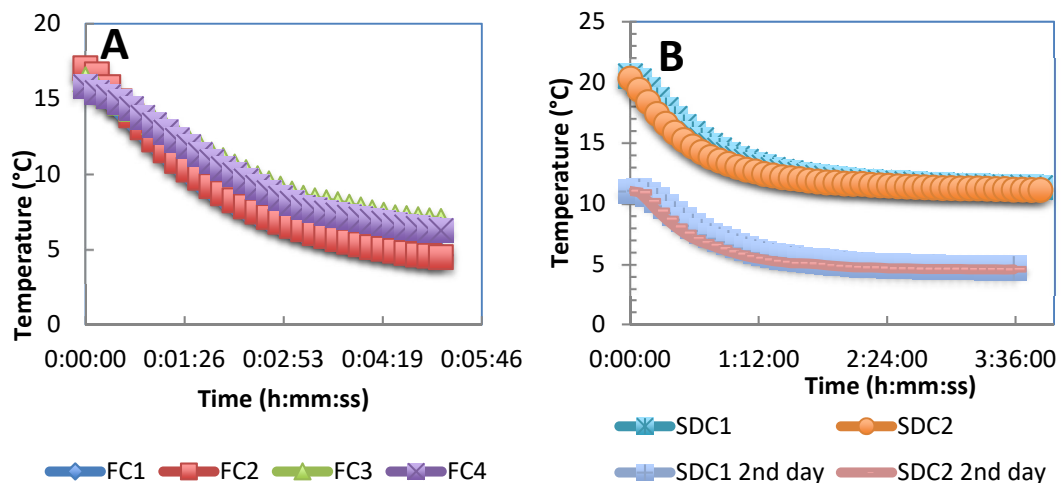 A
Temperature (°C)
20
15
10
5
0
0:00:00 0:01:26 0:02:53 0:04:19 0:05:46
Time (h:mm:ss)
FC1 FC2 FC3 FC4
B
Temperature (°C)
25
20
15
10
5
0
0:00:00 1:12:00 2:24:00 3:36:00
Time (h:mm:ss)
SDC1 SDC2
SDC1 2nd day SDC2 2nd day